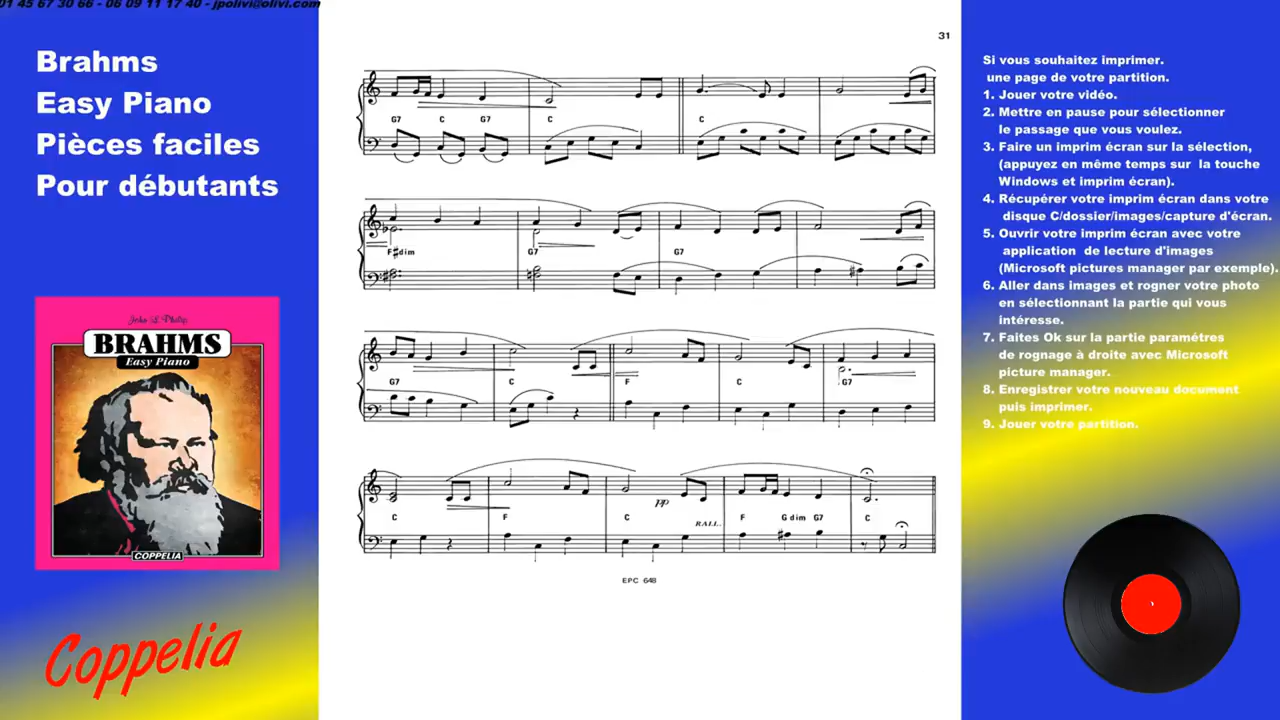 01 45 67 30 66 - 06 09 11 17 40 - jpolivi@olivi.com
Brahms
Easy Piano
Pièces faciles
Pour débutants
BRAHMS
Easy Piano
COPPELIA
Coppelia
31
G7 C G7 C C
F#dim G7 G7
G7 C F C G7
C F C pp RALL. F G dim G7 C
EPC 648
Si vous souhaitez imprimer.
une page de votre partition.
1. Jouer votre vidéo.
2. Mettre en pause pour sélectionner
le passage que vous voulez.
3. Faire un imprim écran sur la sélection,
(appuyez en même temps sur la touche
Windows et imprim écran).
4. Récupérer votre imprim écran dans votre
disque C/dossier/images/capture d'écran.
5. Ouvrir votre imprim écran avec votre
application de lecture d'images
(Microsoft pictures manager par exemple).
6. Aller dans images et rogner votre photo
en sélectionnant la partie qui vous
intéresse.
7. Faites Ok sur la partie paramétres
de rognage à droite avec Microsoft
picture manager.
8. Enregistrer votre nouveau document
puis imprimer.
9. Jouer votre partition.